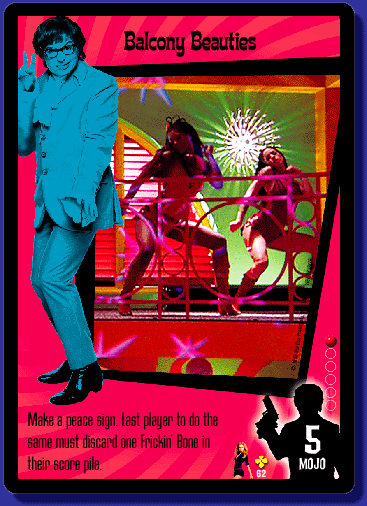 Balcony Beauties
Make a peace sign. Last player to do the
same must discard one Frickin' Bone in
their score pile.
62
5
MOJO